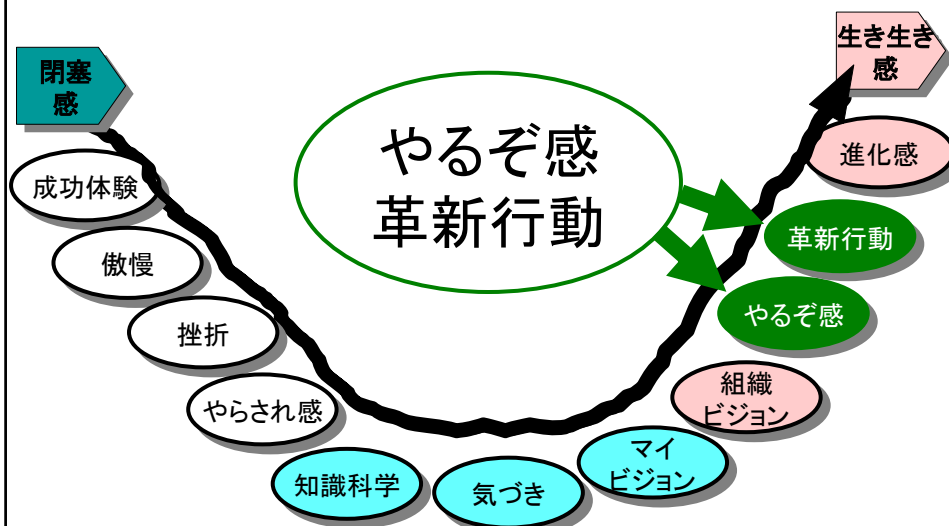 閉塞
感
成功体験
傲慢
挫折
やらされ感
知識科学
気づき
マイ
ビジョン
組織
ビジョン
やるぞ感
革新行動
進化感
生き生き
感
やるぞ感
革新行動